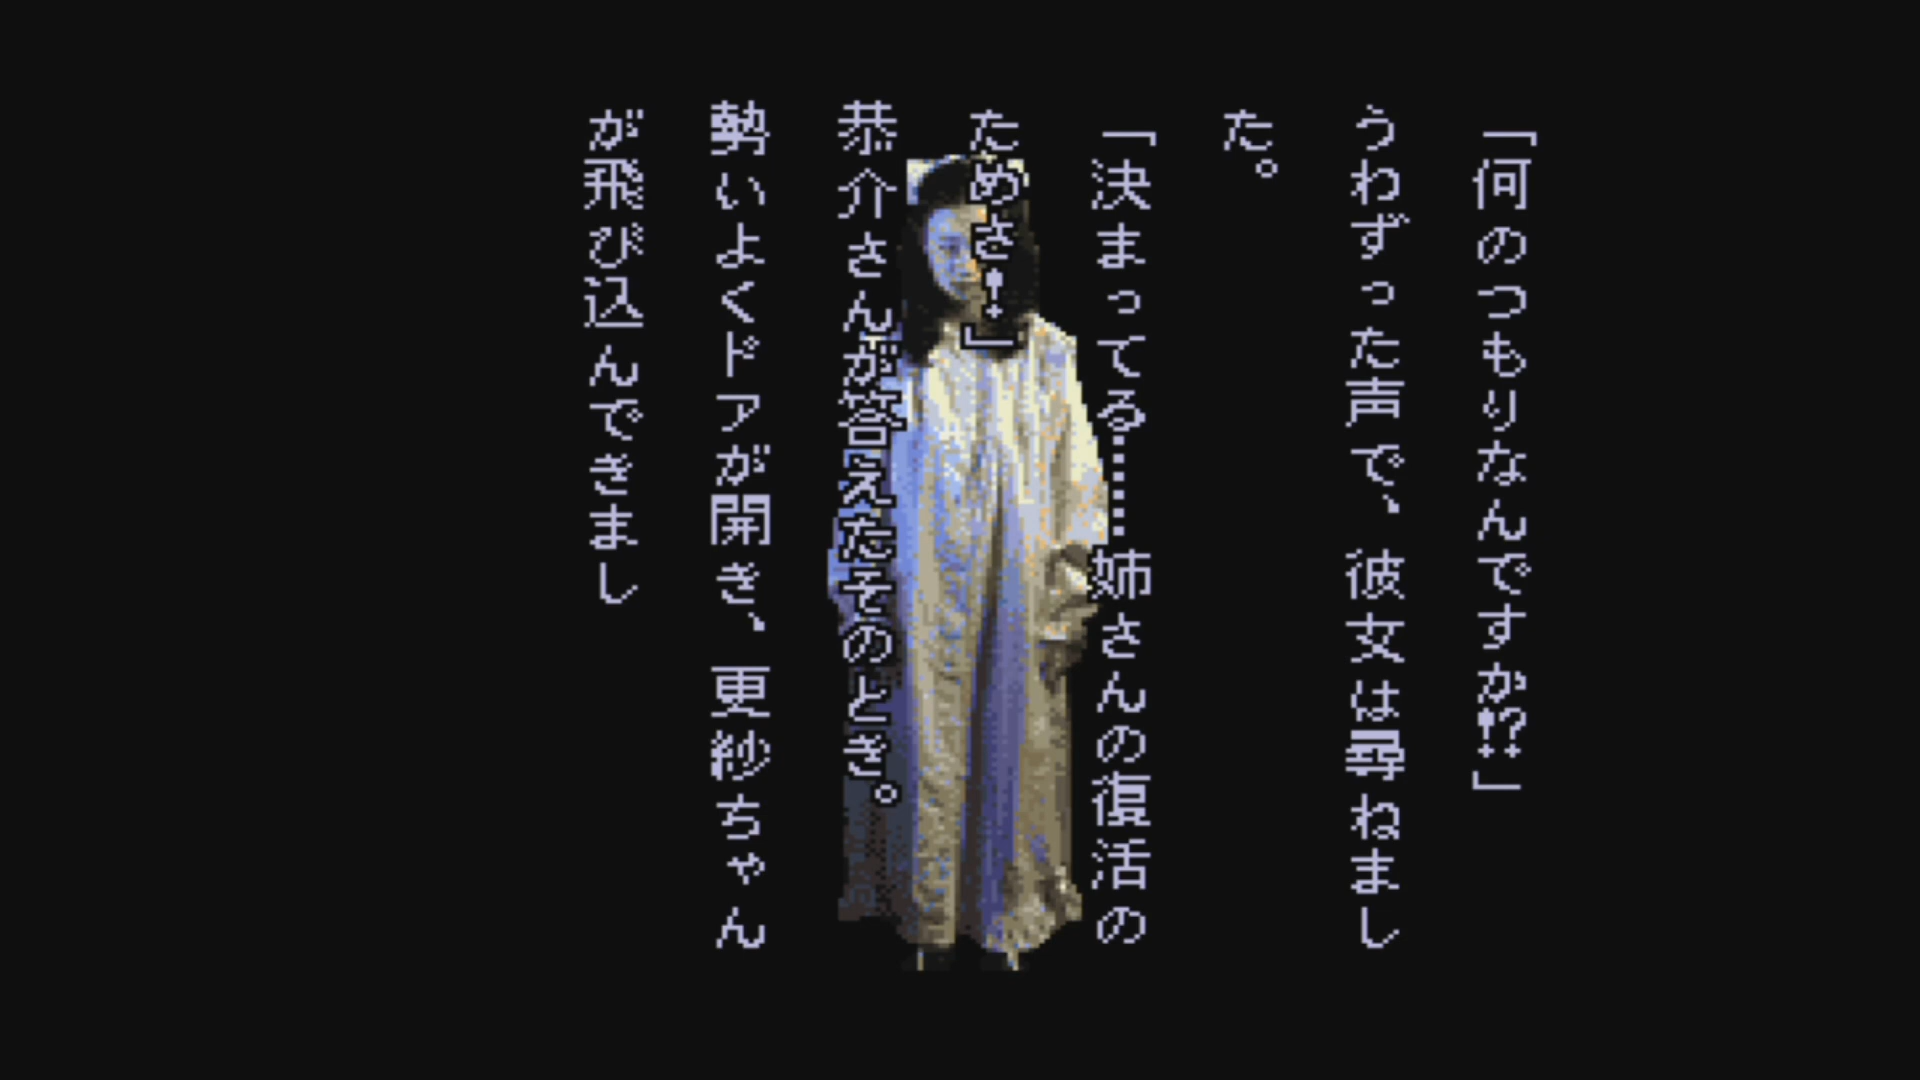 「何のつもりなんですか!?」
うわずった声で、彼女は尋ねまし
た。
「決まってる……姉さんの復活の
ためさ!」
恭介さんが答えたそのとき。
勢いよくドアが開き、更紗ちゃん
が飛び込んできまし